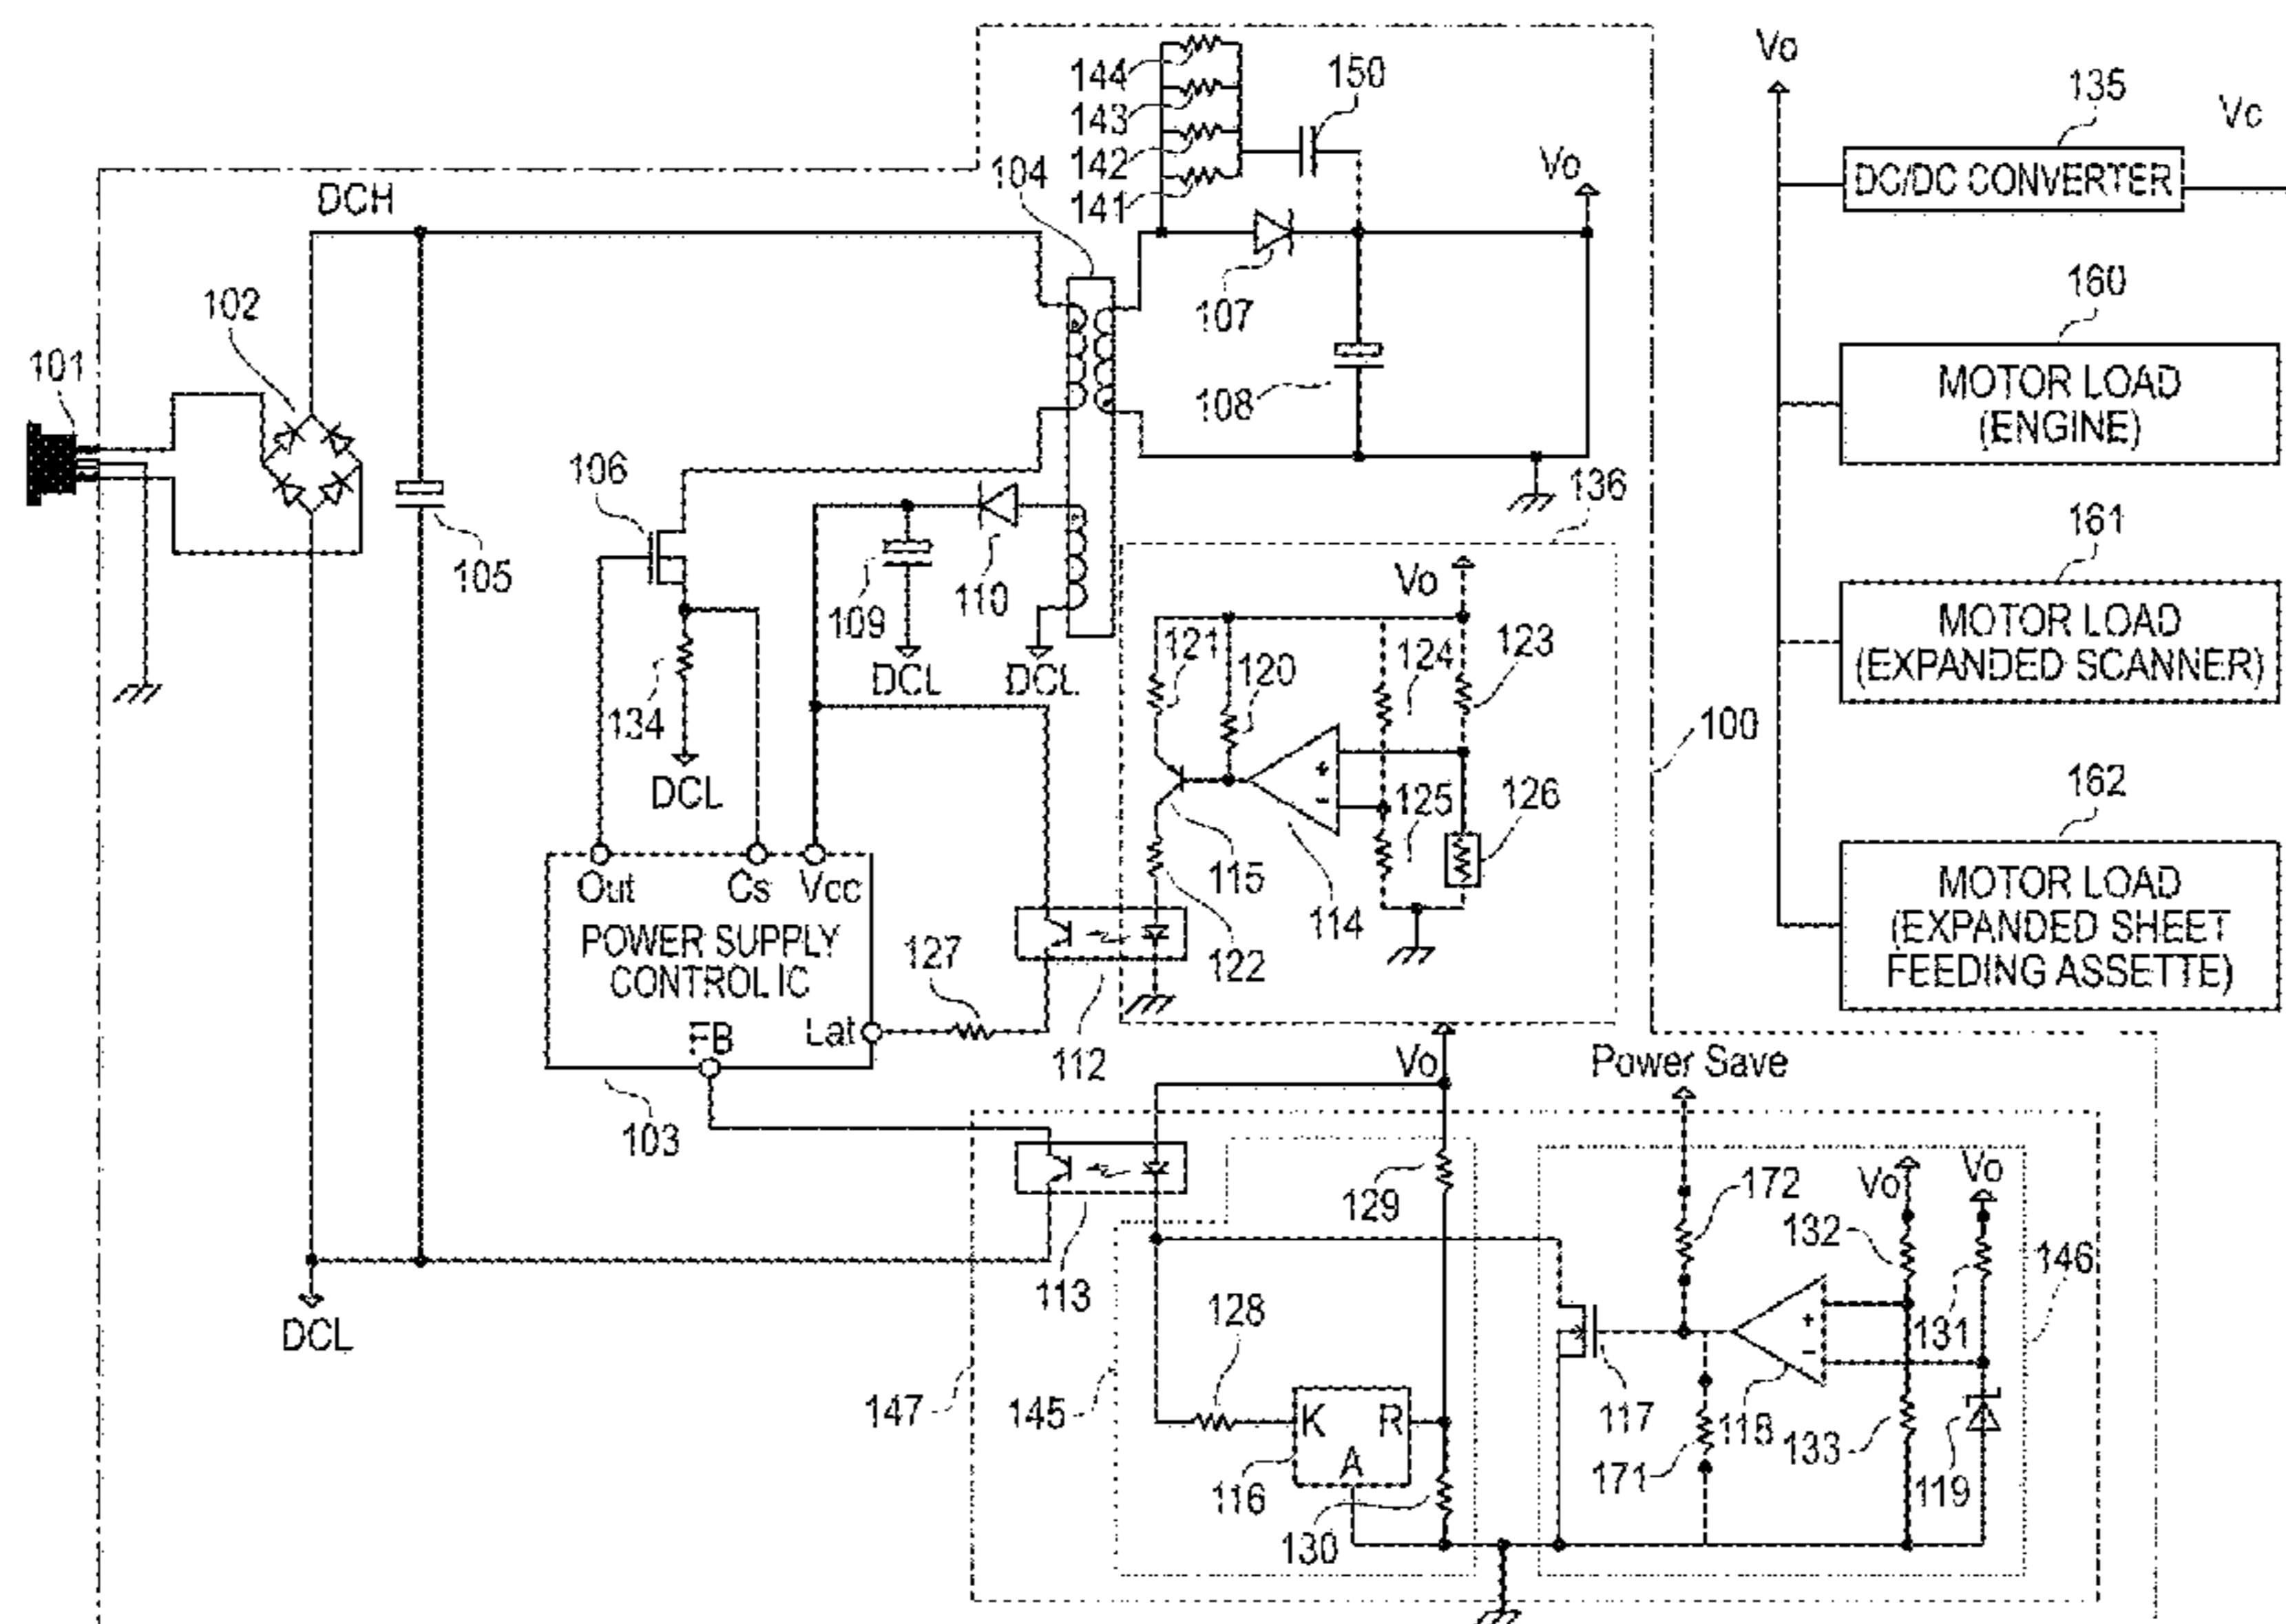 144
150
Vo
135
143
Vc
142
104
Vo
DC/DC CONVERTER
DCH
141
102
107
160
101
108
MOTOR LOAD
(ENGINE)
106
136
161
105
109
110
Vo
MOTOR LOAD
(EXPANDED SCANNER)
121
120
124
123
134
DCL
DCL
100
DCL
125
126
162
Out
Cs
Vcc
115
114
MOTOR LOAD
(EXPANDED SHEET
FEEDING ASSETTE)
POWER SUPPLY
CONTROL IC
127
122
Lat
FB
112
Vo
Power Save
103
129
172
Vo
Vo
132
146
113
128
131
DCL
+
-
+
-
147
145
K
R
A
117
118
133
116
171
119
130